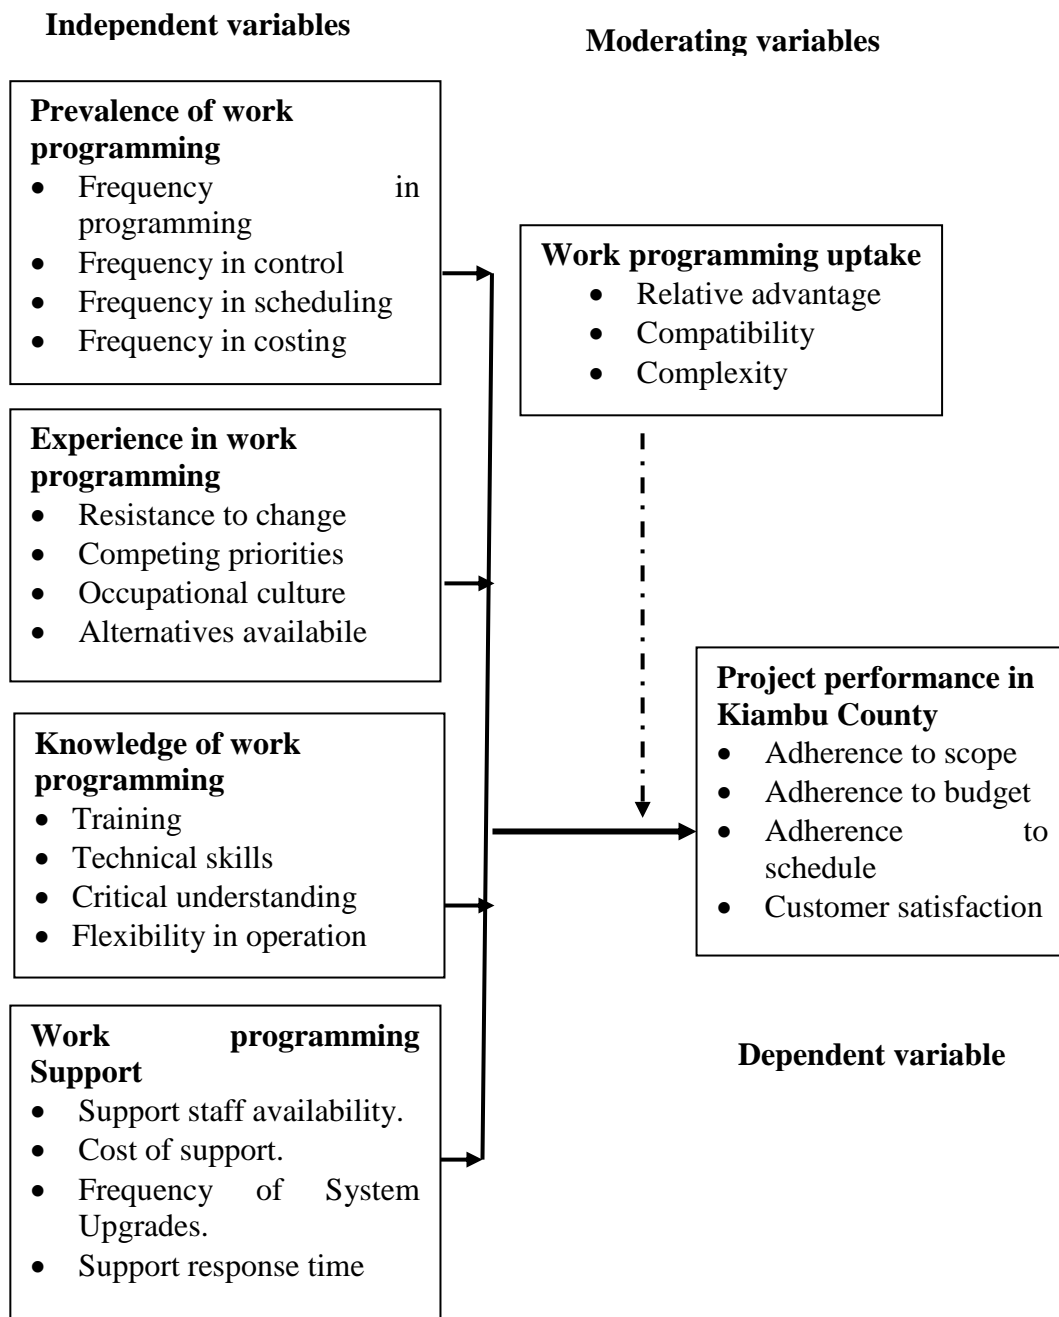 Independent variables
Moderating variables
Prevalence of work
programming
• Frequency in
programming
• Frequency in control
• Frequency in scheduling
• Frequency in costing
Work programming uptake
• Relative advantage
• Compatibility
• Complexity
Experience in work
programming
• Resistance to change
• Competing priorities
• Occupational culture
• Alternatives availabile
Project performance in
Kiambu County
• Adherence to scope
• Adherence to budget
• Adherence to
schedule
• Customer satisfaction
Knowledge of work
programming
• Training
• Technical skills
• Critical understanding
• Flexibility in operation
Work programming
Support
• Support staff availability.
• Cost of support.
• Frequency of System
Upgrades.
• Support response time
Dependent variable